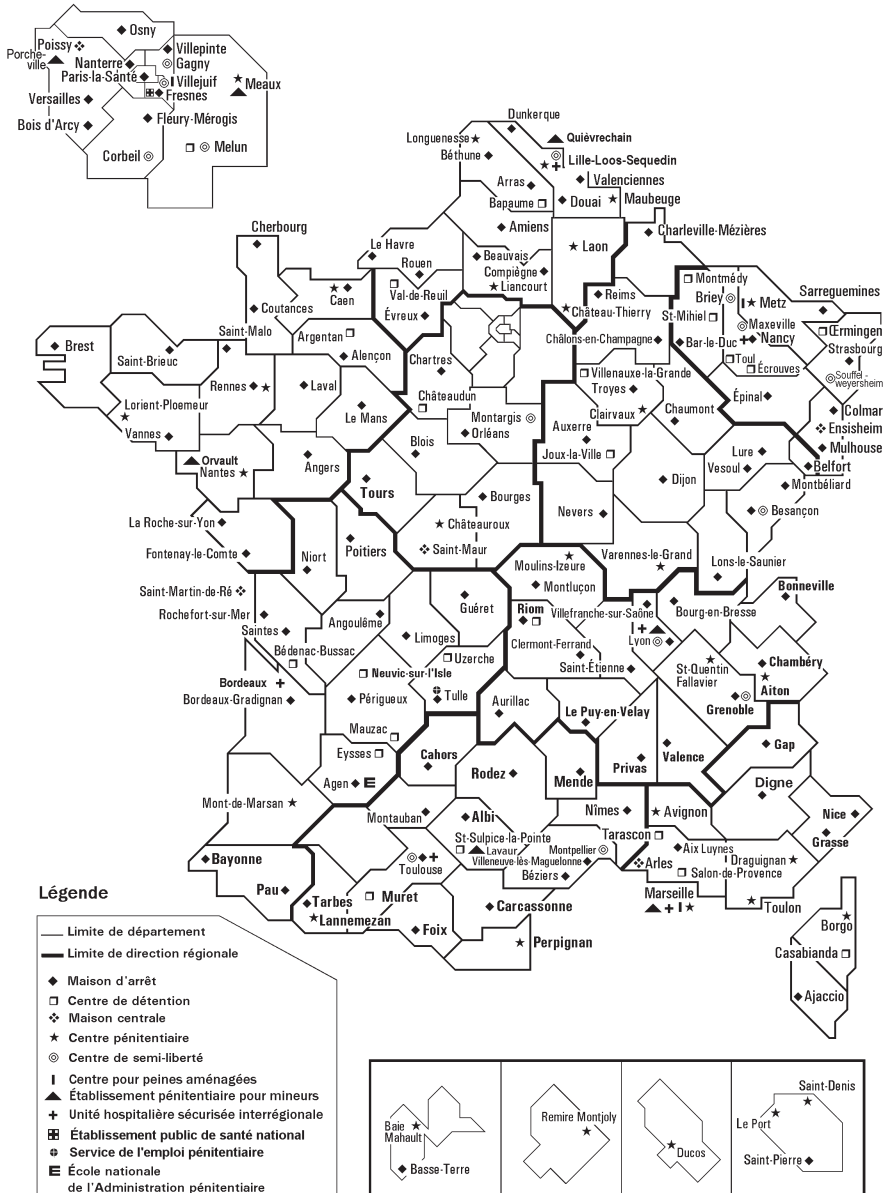 Osny
Poissy
Villepinte
Porche-
ville
Nanterre
Gagny
Paris-la-Santé
Villejuif
Meaux
Fresnes
Versailles
Bois d'Arcy
Fleury-Mérogis
Corbeil
Melun
Dunkerque
Longuenesse
Quièvrechain
Béthune
Lille-Loos-Sequedin
Arras
Valenciennes
Bapaume
Douai
Maubeuge
Cherbourg
Amiens
Charleville-Mézières
Le Havre
Laon
Rouen
Beauvais
Compiègne
Montmédy
Caen
Val-de-Reuil
Liancourt
Reims
Briey
Metz
Sarreguemines
Coutances
Évreux
Château-Thierry
St-Mihiel
Maxeville
Œrmingen
Saint-Malo
Argentan
Châlons-en-Champagne
Bar-le-Duc
Nancy
Strasbourg
Brest
Saint-Brieuc
Alençon
Chartres
Toul
Écrouves
Villenauxe-la-Grande
Souffel-
weyersheim
Rennes
Laval
Châteaudun
Troyes
Épinal
Lorient-Ploemeur
Le Mans
Montargis
Clairvaux
Chaumont
Colmar
Vannes
Orléans
Auxerre
Ensisheim
Blois
Joux-la-Ville
Lure
Mulhouse
Orvault
Nantes
Angers
Vesoul
Belfort
Tours
Dijon
Montbéliard
Bourges
La Roche-sur-Yon
Nevers
Besançon
Châteauroux
Fontenay-le-Comte
Niort
Poitiers
Saint-Maur
Varennes-le-Grand
Lons-le-Saunier
Moulins-Izeure
Saint-Martin-de-Ré
Montluçon
Bonneville
Guéret
Riom
Rochefort-sur-Mer
Villefranche-sur-Saône
Bourg-en-Bresse
Angoulême
Saintes
Limoges
Clermont-Ferrand
Lyon
Bédenac-Bussac
Uzerche
Saint-Étienne
St-Quentin
Fallavier
Chambéry
Neuvic-sur-l'Isle
Bordeaux
Tulle
Aiton
Bordeaux-Gradignan
Périgueux
Aurillac
Grenoble
Le Puy-en-Velay
Mauzac
Eysses
Cahors
Gap
Valence
Privas
Agen
Rodez
Mende
Digne
Mont-de-Marsan
Montauban
Albi
Nîmes
Avignon
Nice
St-Sulpice-la-Pointe
Tarascon
Grasse
Lavaur
Montpellier
Aix Luynes
Bayonne
Toulouse
Villeneuve-lès-Maguelonne
Arles
Draguignan
Béziers
Salon-de-Provence
Pau
Marseille
Tarbes
Muret
Carcassonne
Toulon
Lannemezan
Foix
Borgo
Perpignan
Casabianda
Ajaccio
Légende
Limite de département
Limite de direction régionale
Maison d'arrêt
Centre de détention
Maison centrale
Centre pénitentiaire
Centre de semi-liberté
Centre pour peines aménagées
Établissement pénitentiaire pour mineurs
Unité hospitalière sécurisée interrégionale
Établissement public de santé national
Service de l'emploi pénitentiaire
École nationale
de l'Administration pénitentiaire
Baie
Mahault
Basse-Terre
Remire Montjoly
Ducos
Saint-Denis
Le Port
Saint-Pierre